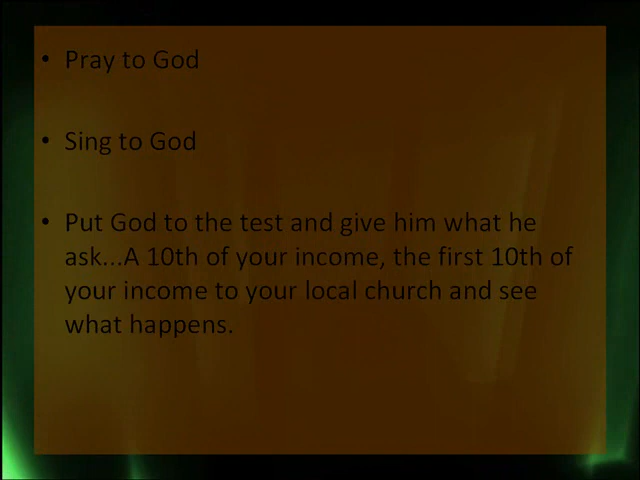 • Pray to God
• Sing to God
• Put God to the test and give him what he
ask...A 10th of your income, the first 10th of
your income to your local church and see
what happens.